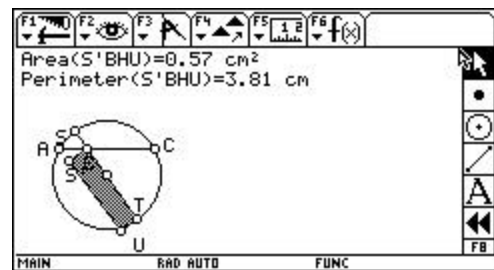 F1 F2 F3 F4 F5 F6 f(x)
Area(S'BHU)=0.57 cm²
Perimeter(S'BHU)=3.81 cm
S
A C
S
T
U
A
F8
MAIN RAD AUTO FUNC